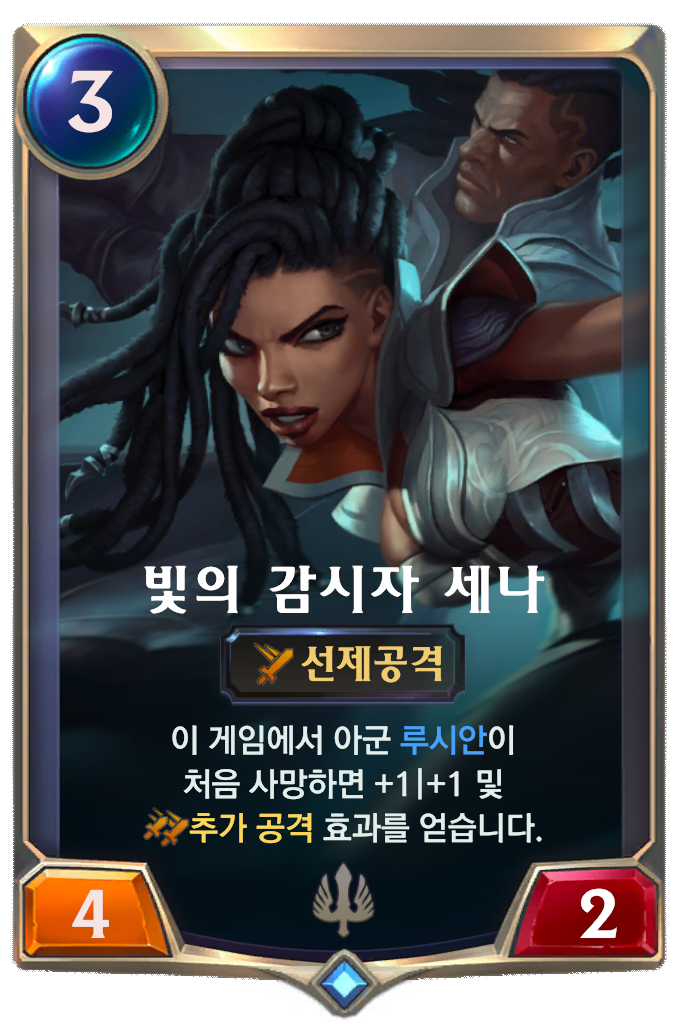 3
빛의 감시자 세나
선제공격
이 게임에서 아군 루시안이
처음 사망하면 +1|+1 및
추가 공격 효과를 얻습니다.
4
2